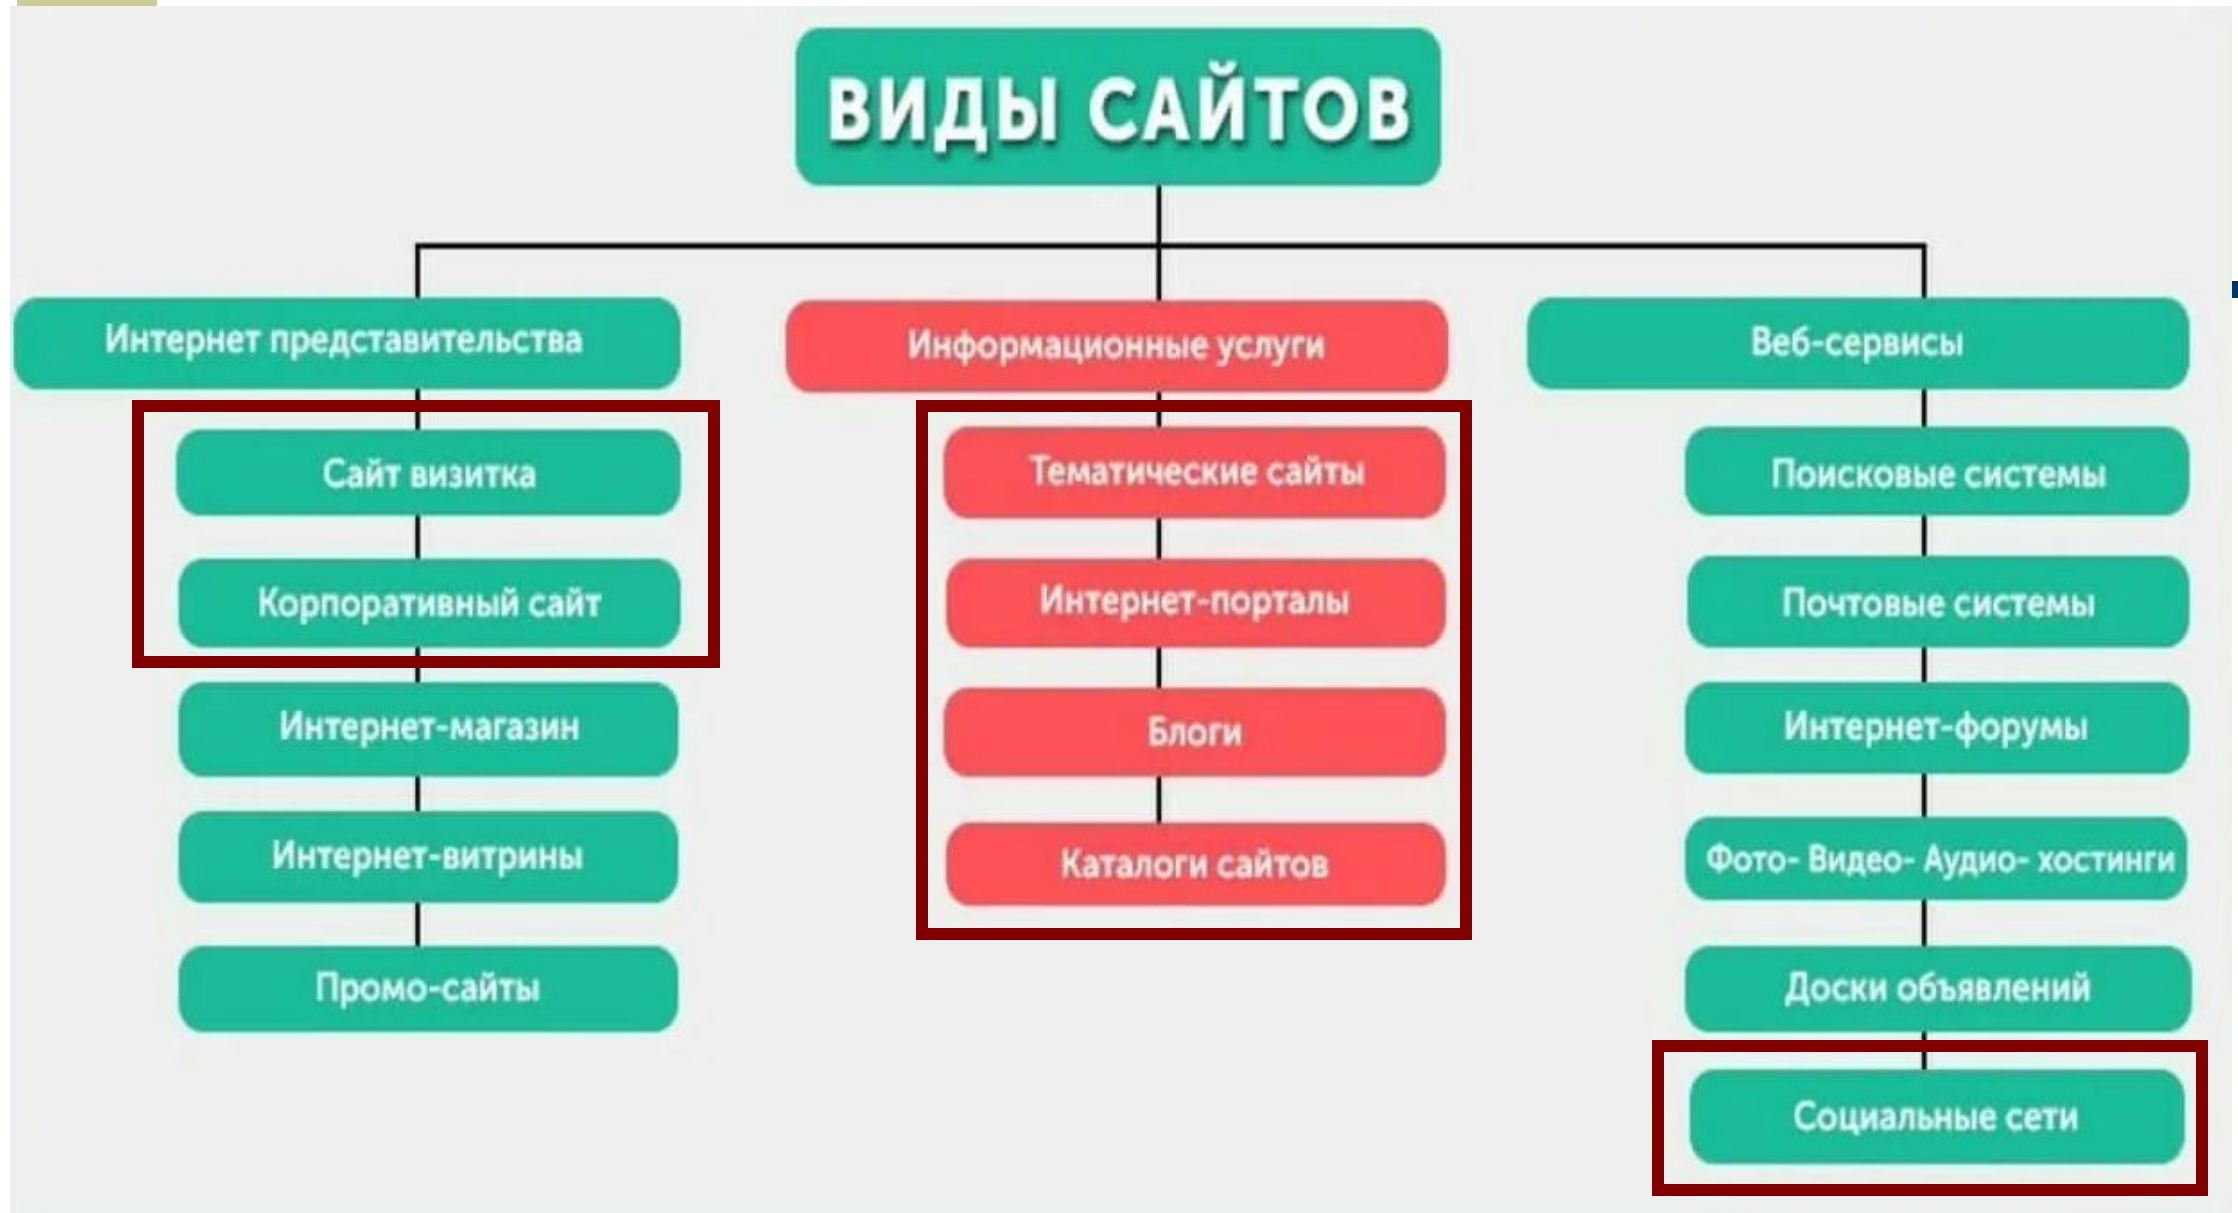 ВИДЫ САЙТОВ
Интернет представительства
Сайт визитка
Корпоративный сайт
Интернет-магазин
Интернет-витрины
Промо-сайты
Информационные услуги
Тематические сайты
Интернет-порталы
Блоги
Каталоги сайтов
Веб-сервисы
Поисковые системы
Почтовые системы
Интернет-форумы
Фото- Видео- Аудио- хостинги
Доски объявлений
Социальные сети